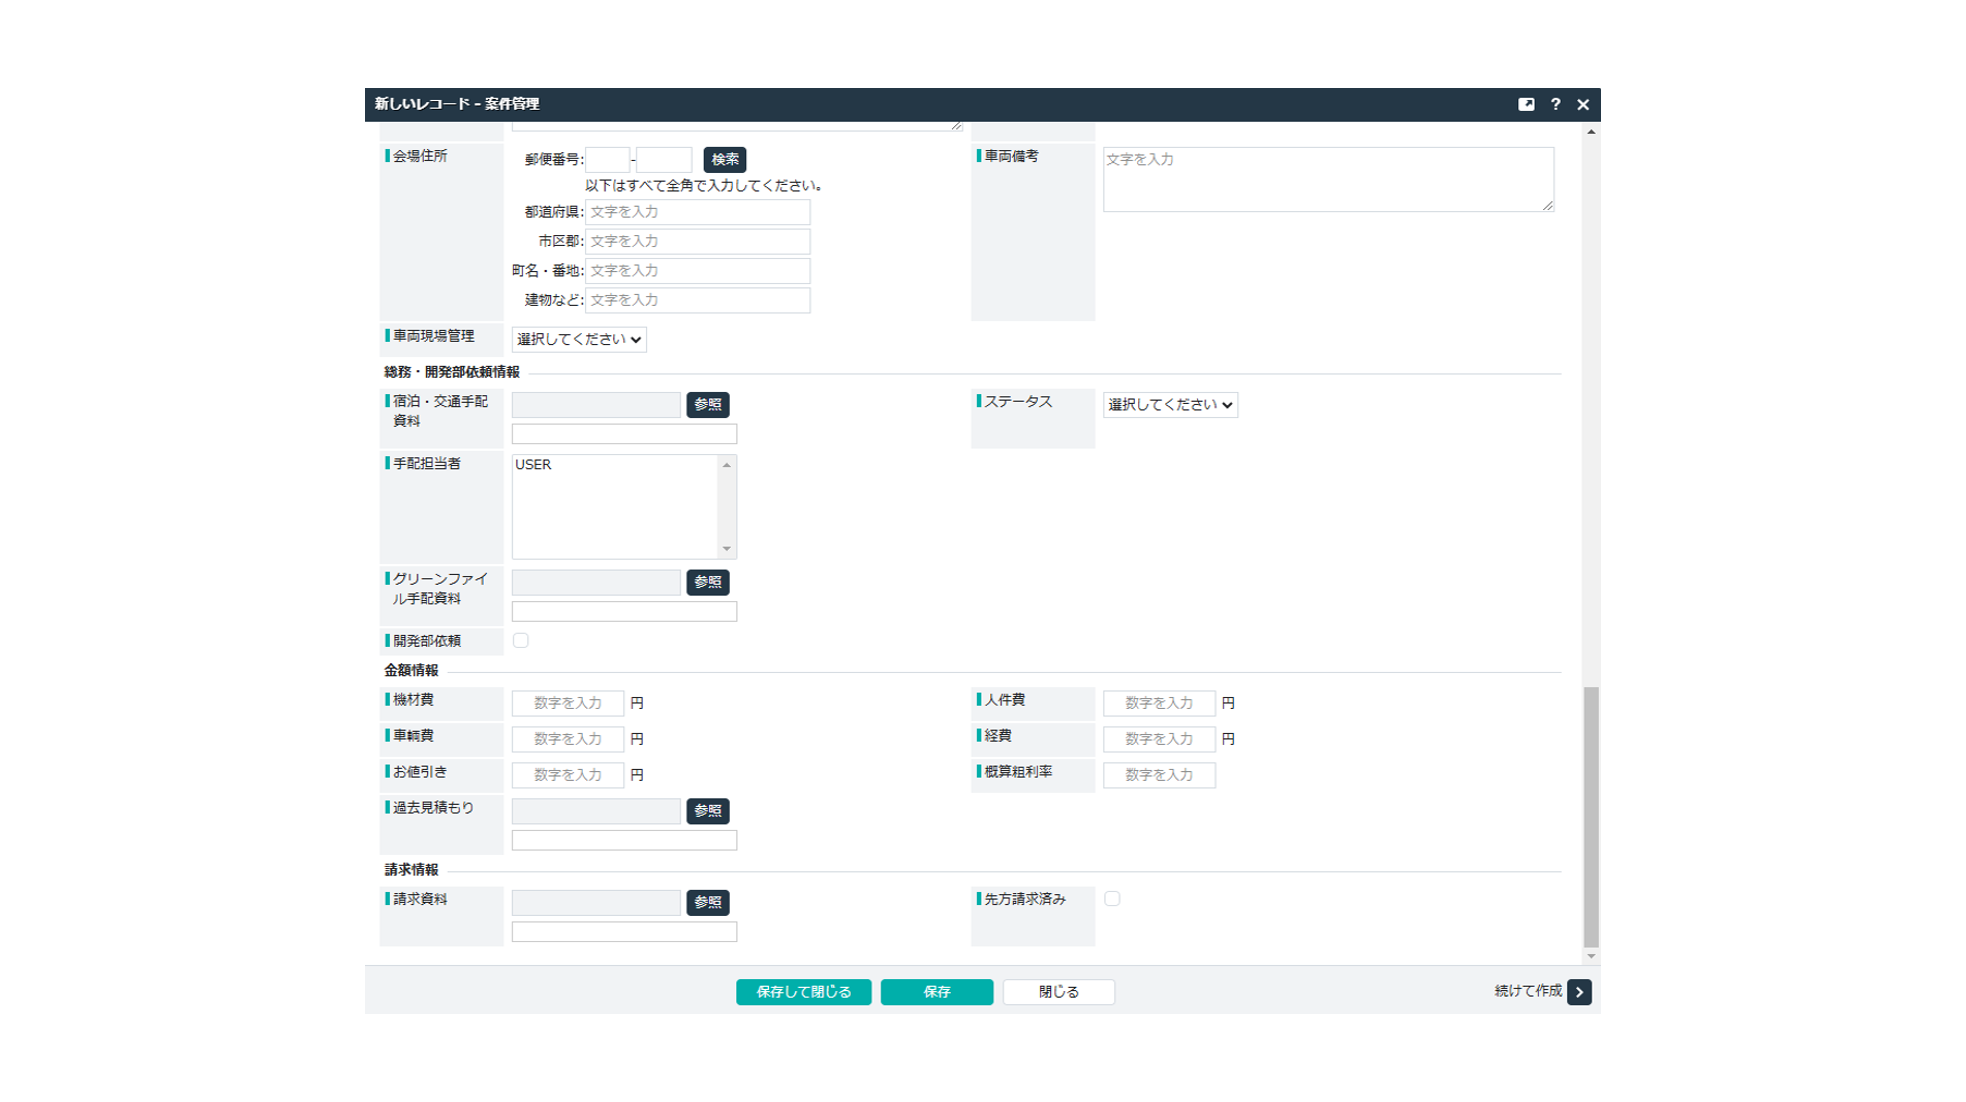 新しいレコード - 案件管理
?
会場住所
郵便番号:
-
検索
以下はすべて全角で入力してください。
都道府県: 文字を入力
市区郡: 文字を入力
町名・番地: 文字を入力
建物など: 文字を入力
車両備考
文字を入力
車両現場管理
選択してください
総務・開発部依頼情報
宿泊・交通手配
資料
参照
ステータス
選択してください
手配担当者
USER
グリーンファイ
ル手配資料
参照
開発部依頼
金額情報
機材費
数字を入力 円
人件費
数字を入力 円
車輌費
数字を入力 円
経費
数字を入力 円
お値引き
数字を入力 円
概算粗利率
数字を入力
過去見積もり
参照
請求情報
請求資料
参照
先方請求済み
保存して閉じる
保存
閉じる
続けて作成